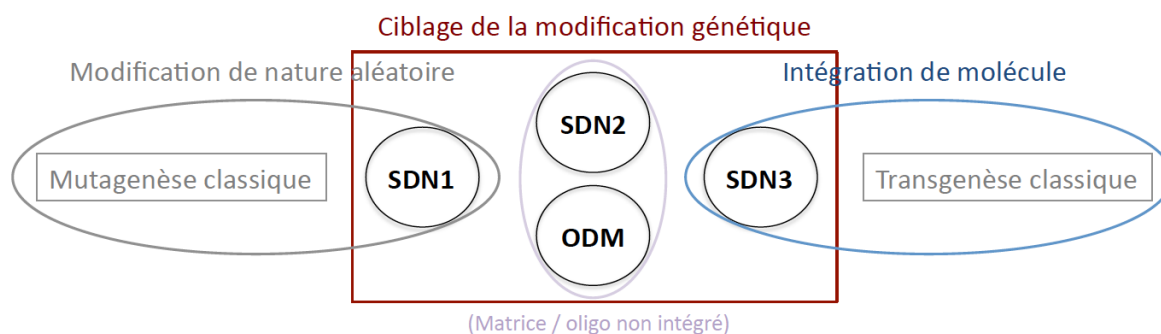 Ciblage de la modification génétique
Modification de nature aléatoire
Intégration de molécule
SDN2
Mutagenèse classique
SDN1
SDN3
Transgenèse classique
ODM
(Matrice / oligo non intégré)